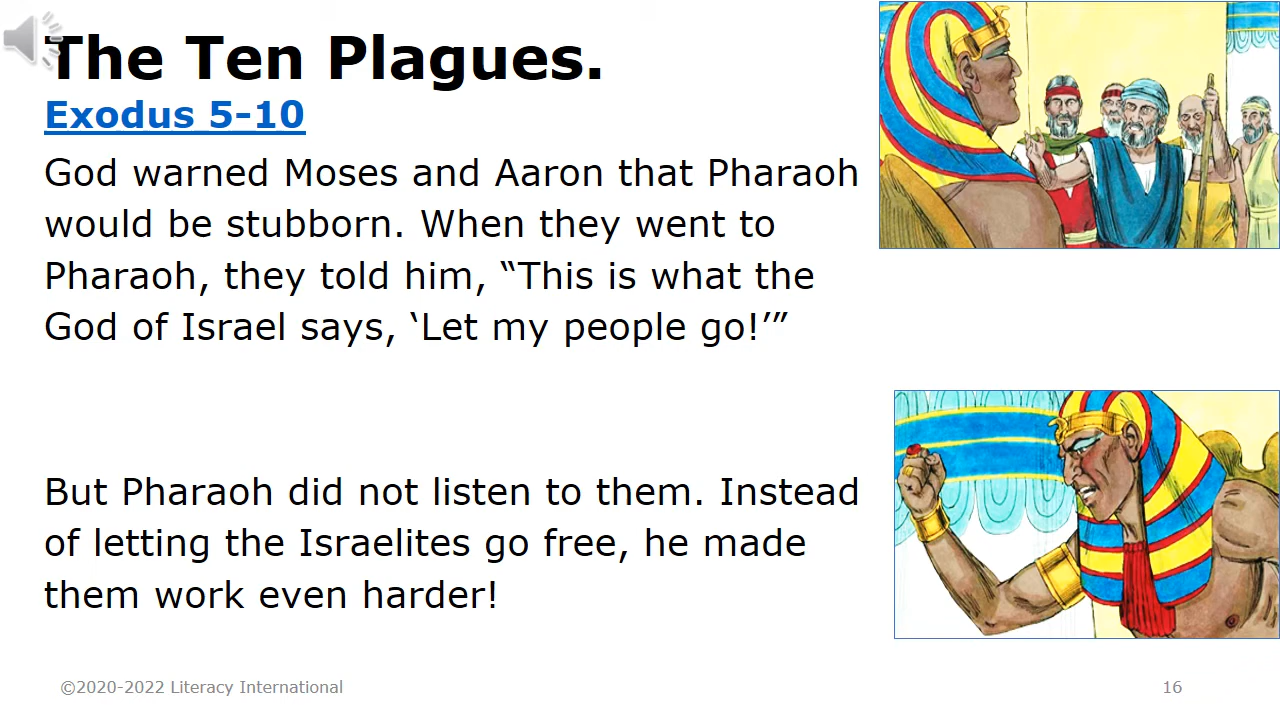 The Ten Plagues.
Exodus 5-10
God warned Moses and Aaron that Pharaoh
would be stubborn. When they went to
Pharaoh, they told him, “This is what the
God of Israel says, ‘Let my people go!’”
But Pharaoh did not listen to them. Instead
of letting the Israelites go free, he made
them work even harder!
©2020-2022 Literacy International
16